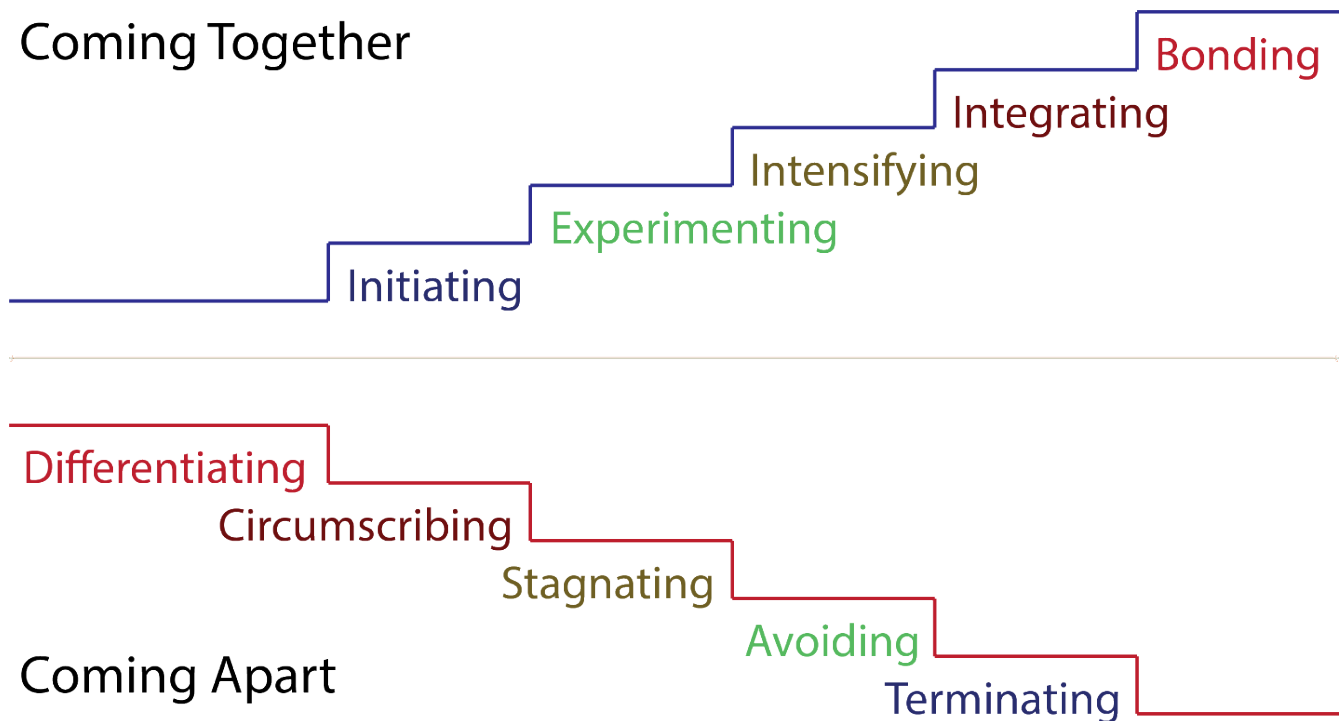 Coming Together
Bonding
Integrating
Intensifying
Experimenting
Initiating
Differentiating
Circumscribing
Stagnating
Avoiding
Coming Apart
Terminating